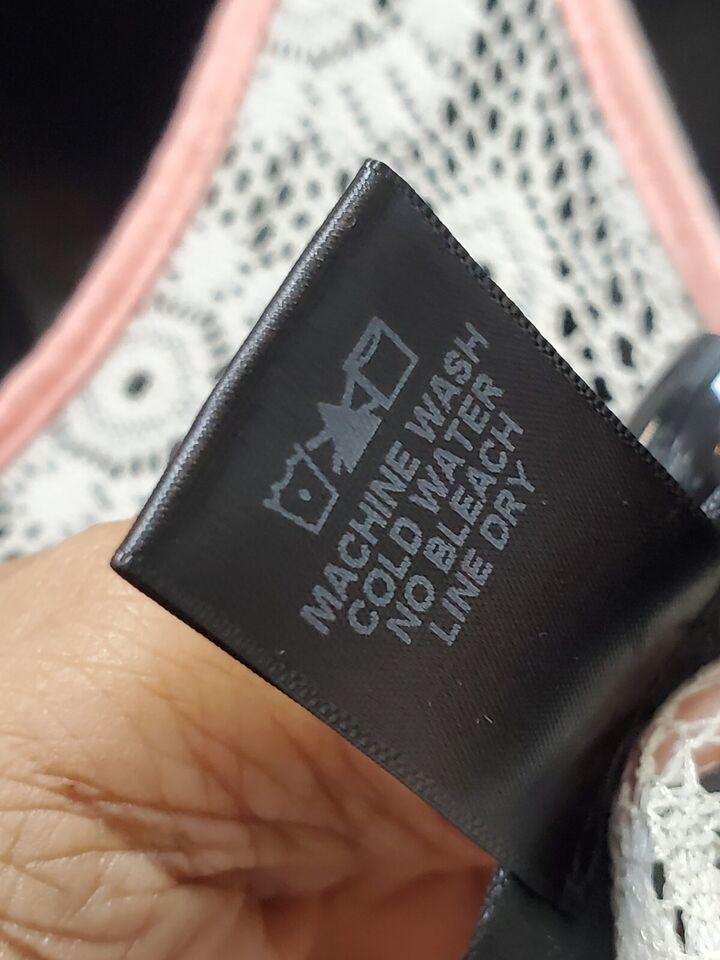 MACHINE WASH
COLD WATER
NO BLEACH
LINE DRY